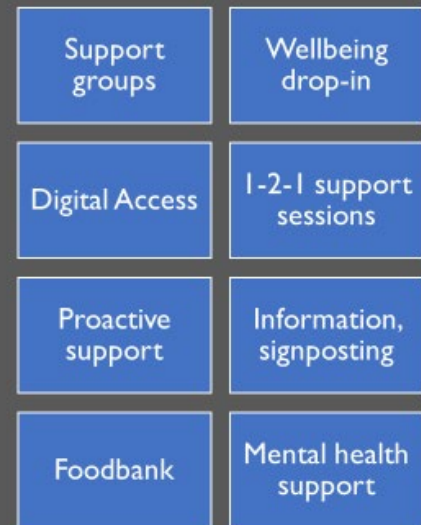 Support
groups
Wellbeing
drop-in
Digital Access
1-2-1 support
sessions
Proactive
support
Information,
signposting
Foodbank
Mental health
support